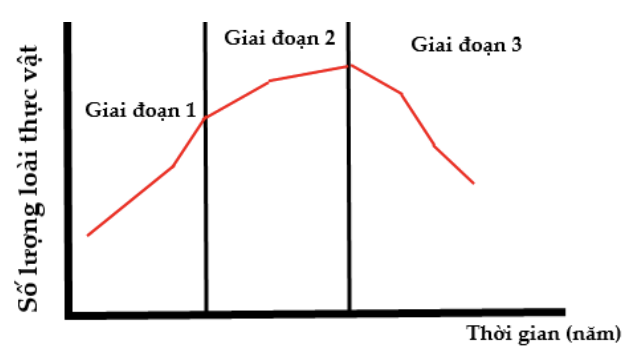 Số lượng loài thực vật
Giai đoạn 1
Giai đoạn 2
Giai đoạn 3
Thời gian (năm)